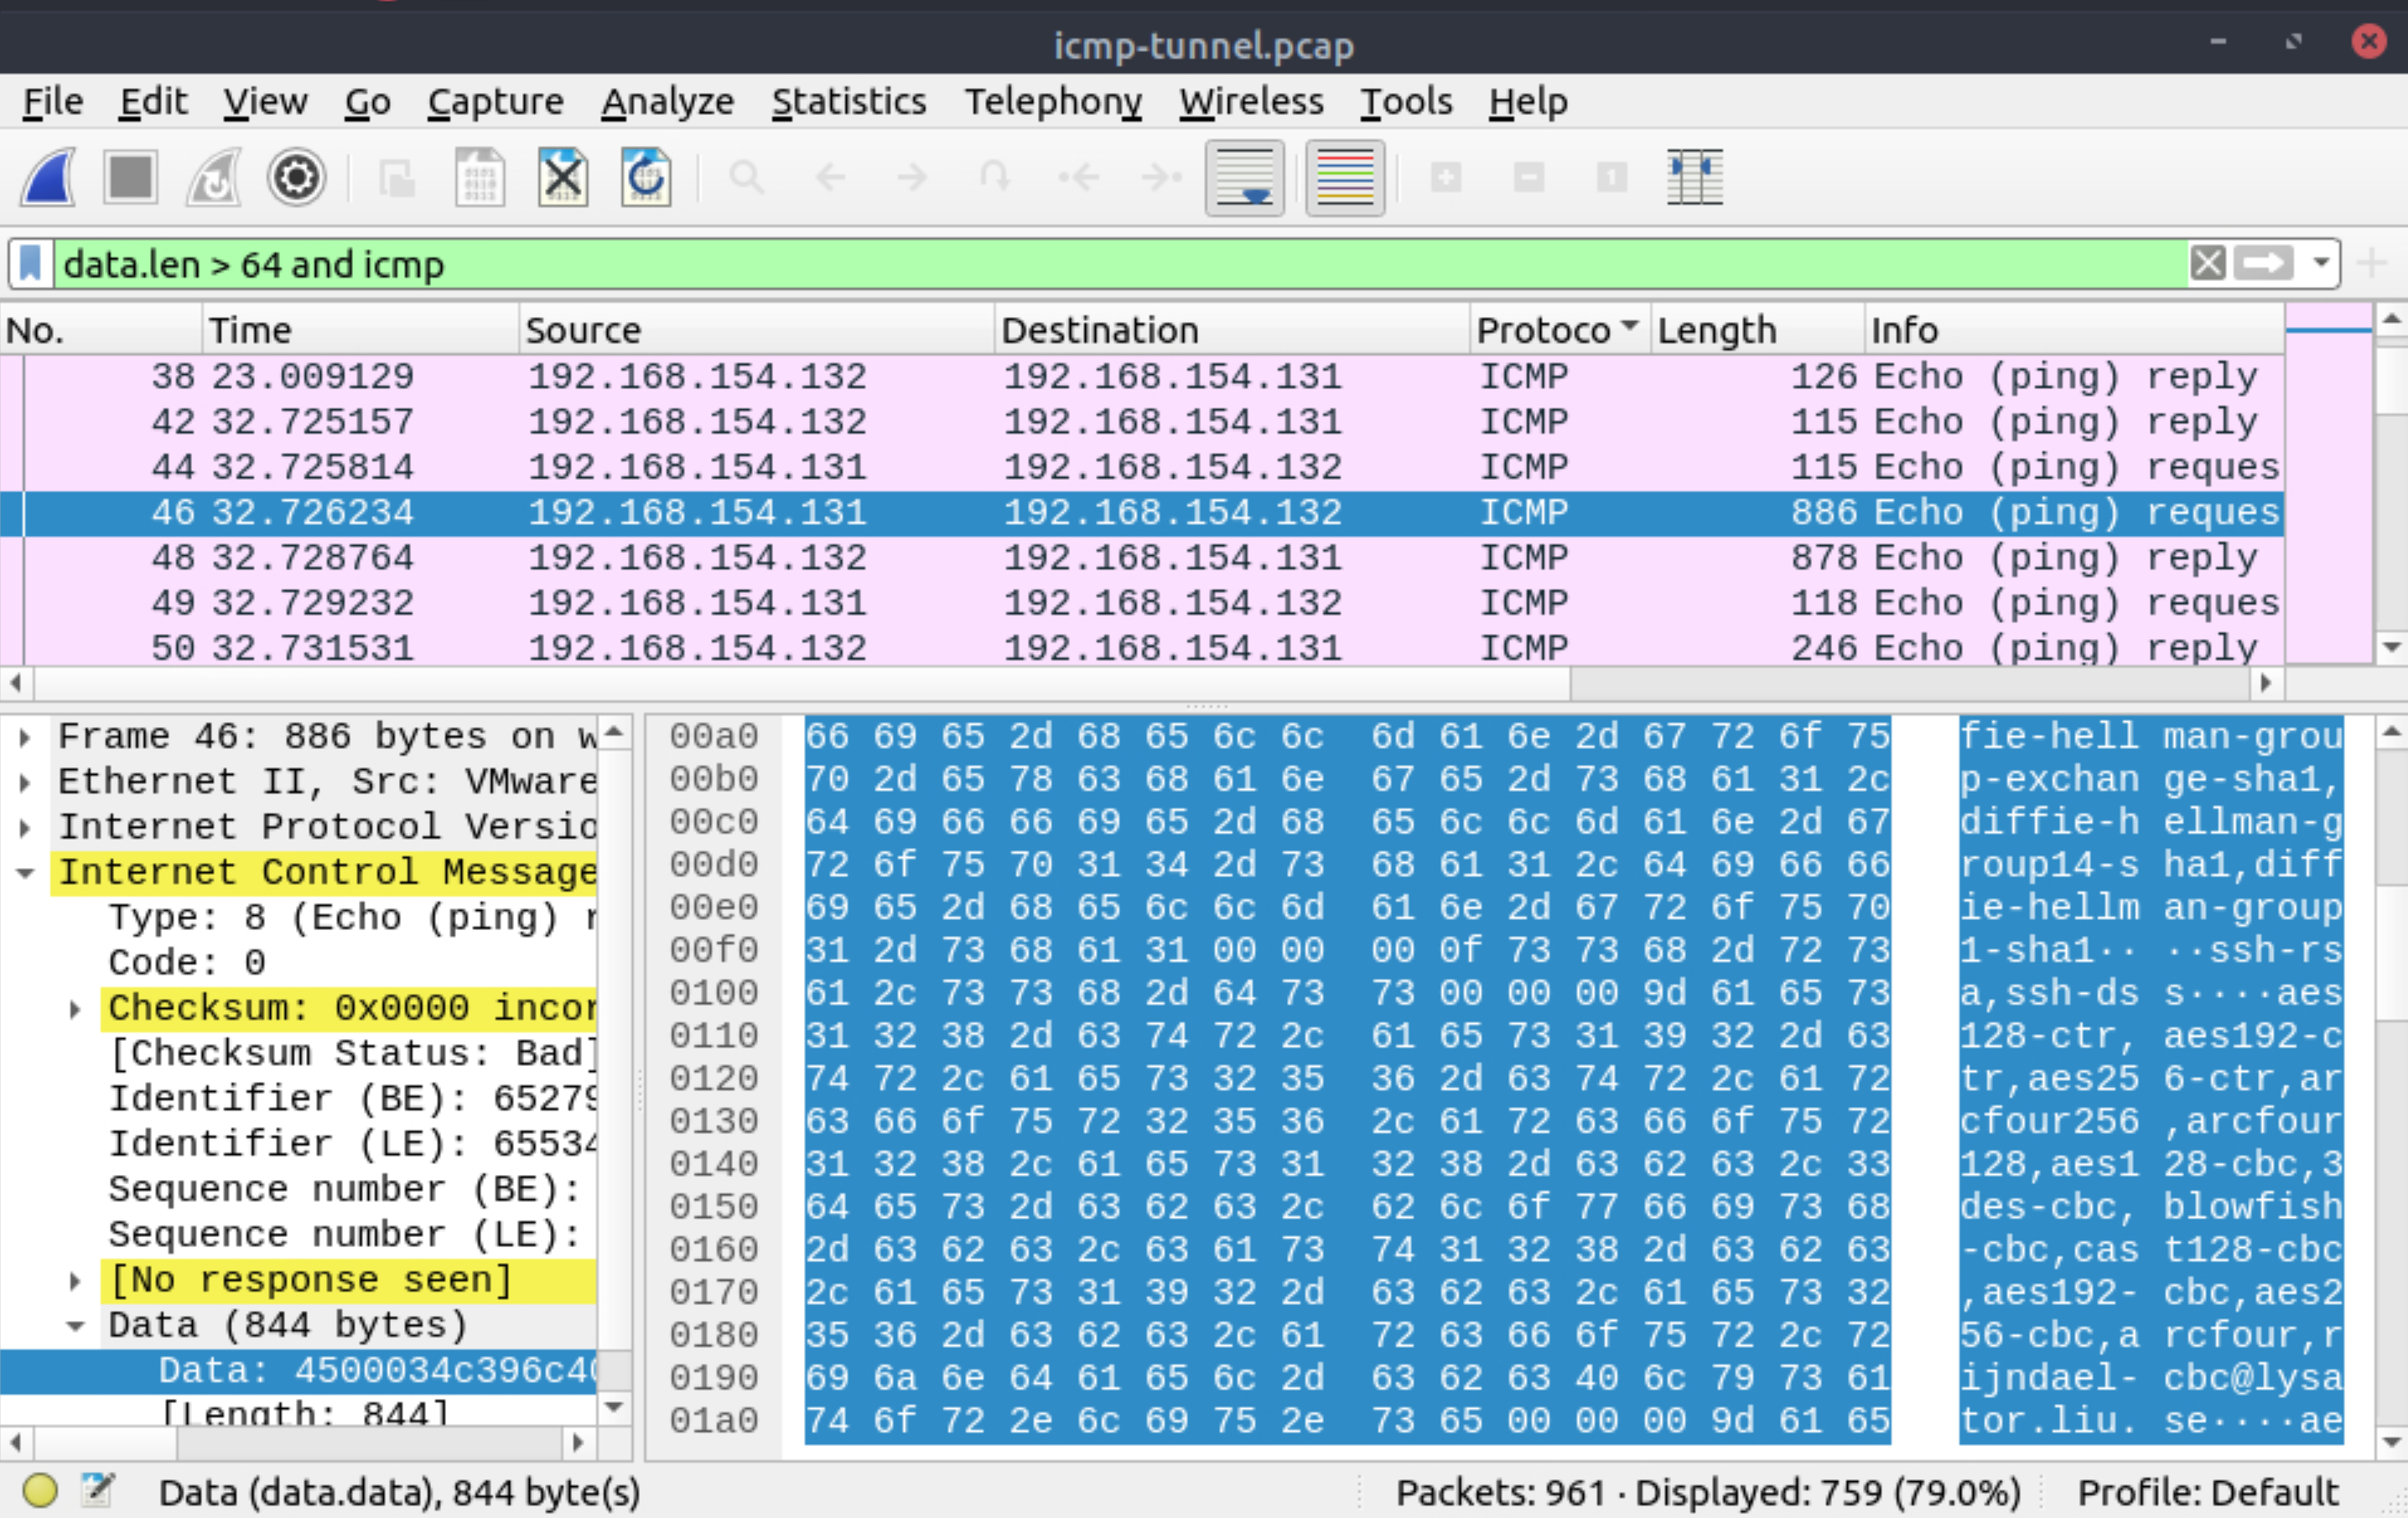 icmp-tunnel.pcap
File Edit View Go Capture Analyze Statistics Telephony Wireless Tools Help
data.len > 64 and icmp
No. Time Source Destination Protoco Length Info
38 23.009129 192.168.154.132 192.168.154.131 ICMP 126 Echo (ping) reply
42 32.725157 192.168.154.132 192.168.154.131 ICMP 115 Echo (ping) reply
44 32.725814 192.168.154.131 192.168.154.132 ICMP 115 Echo (ping) reques
46 32.726234 192.168.154.131 192.168.154.132 ICMP 886 Echo (ping) reques
48 32.728764 192.168.154.132 192.168.154.131 ICMP 878 Echo (ping) reply
49 32.729232 192.168.154.131 192.168.154.132 ICMP 118 Echo (ping) reques
50 32.731531 192.168.154.132 192.168.154.131 ICMP 246 Echo (ping) reply
Frame 46: 886 bytes on w
Ethernet II, Src: VMware
Internet Protocol Versio
Internet Control Message
Type: 8 (Echo (ping) r
Code: 0
Checksum: 0x0000 incor
[Checksum Status: Bad]
Identifier (BE): 65279
Identifier (LE): 65534
Sequence number (BE):
Sequence number (LE):
[No response seen]
Data (844 bytes)
Data: 4500034c396c40
[Length: 844]
00a0 66 69 65 2d 68 65 6c 6c 6d 61 6e 2d 67 72 6f 75 fie-hell man-grou
00b0 70 2d 65 78 63 68 61 6e 67 65 2d 73 68 61 31 2c p-exchan ge-sha1,
00c0 64 69 66 66 69 65 2d 68 65 6c 6c 6d 61 6e 2d 67 diffie-h ellman-g
00d0 72 6f 75 70 31 34 2d 73 68 61 31 2c 64 69 66 66 roup14-s ha1,diff
00e0 69 65 2d 68 65 6c 6c 6d 61 6e 2d 67 72 6f 75 70 ie-hellm an-group
00f0 31 2d 73 68 61 31 00 00 00 0f 73 73 68 2d 72 73 1-sha1·· ··ssh-rs
0100 61 2c 73 73 68 2d 64 73 73 00 00 00 9d 61 65 73 a,ssh-ds s····aes
0110 31 32 38 2d 63 74 72 2c 61 65 73 31 39 32 2d 63 128-ctr, aes192-c
0120 74 72 2c 61 65 73 32 35 36 2d 63 74 72 2c 61 72 tr,aes25 6-ctr,ar
0130 63 66 6f 75 72 32 35 36 2c 61 72 63 66 6f 75 72 cfour256 ,arcfour
0140 31 32 38 2c 61 65 73 31 32 38 2d 63 62 63 2c 33 128,aes1 28-cbc,3
0150 64 65 73 2d 63 62 63 2c 62 6c 6f 77 66 69 73 68 des-cbc, blowfish
0160 2d 63 62 63 2c 63 61 73 74 31 32 38 2d 63 62 63 -cbc,cas t128-cbc
0170 2c 61 65 73 31 39 32 2d 63 62 63 2c 61 65 73 32 ,aes192- cbc,aes2
0180 35 36 2d 63 62 63 2c 61 72 63 66 6f 75 72 2c 72 56-cbc,a rcfour,r
0190 69 6a 6e 64 61 65 6c 2d 63 62 63 40 6c 79 73 61 ijndael- cbc@lysa
01a0 74 6f 72 2e 6c 69 75 2e 73 65 00 00 00 9d 61 65 tor.liu. se····ae
Data (data.data), 844 byte(s) Packets: 961 · Displayed: 759 (79.0%) Profile: Default